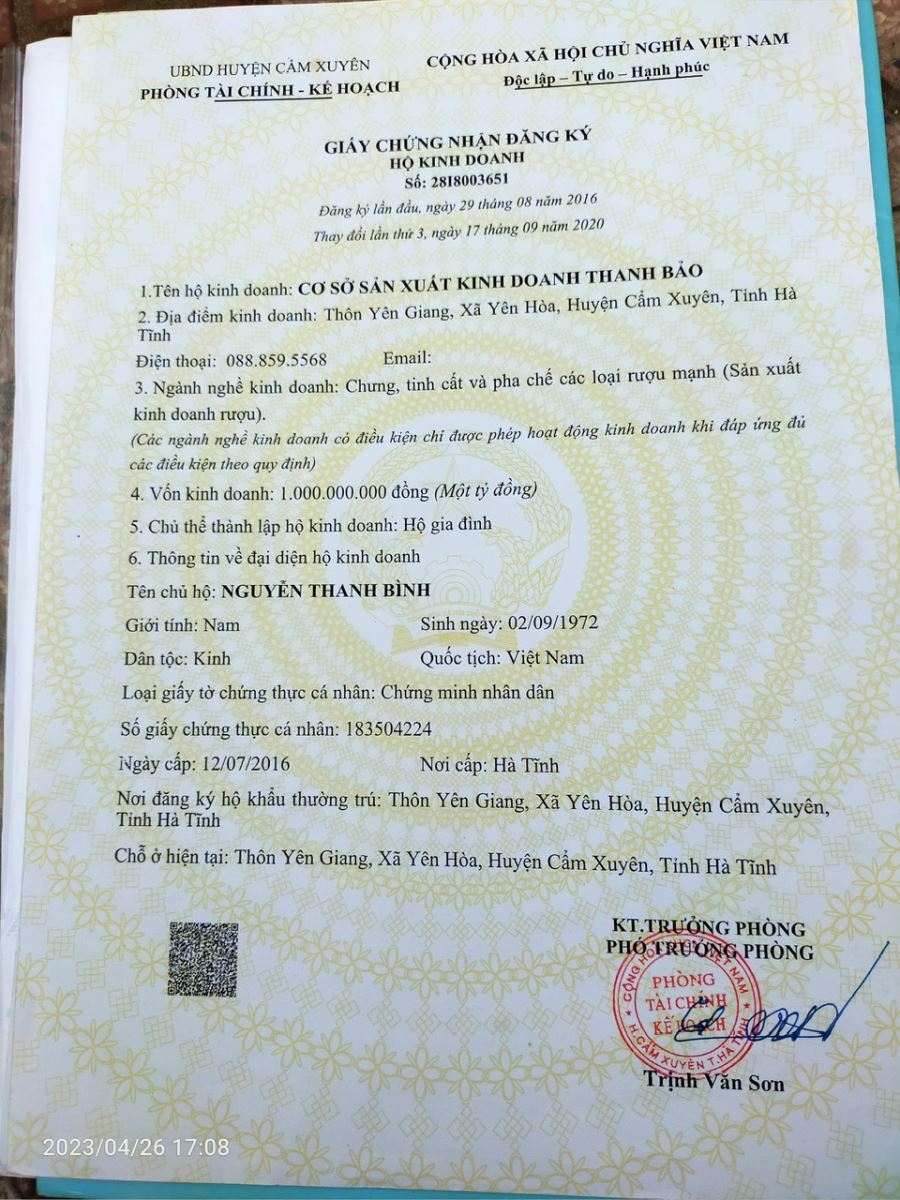 UBND HUYỆN CẨM XUYÊN
PHÒNG TÀI CHÍNH - KẾ HOẠCH
CỘNG HÒA XÃ HỘI CHỦ NGHĨA VIỆT NAM
Độc lập – Tự do – Hạnh phúc
GIẤY CHỨNG NHẬN ĐĂNG KÝ
HỘ KINH DOANH
Số: 28I8003651
Đăng ký lần đầu, ngày 29 tháng 08 năm 2016
Thay đổi lần thứ 3, ngày 17 tháng 09 năm 2020
1.Tên hộ kinh doanh: CƠ SỞ SẢN XUẤT KINH DOANH THANH BẢO
2. Địa điểm kinh doanh: Thôn Yên Giang, Xã Yên Hòa, Huyện Cẩm Xuyên, Tỉnh Hà
Tĩnh
Điện thoại: 088.859.5568 Email:
3. Ngành nghề kinh doanh: Chưng, tinh cất và pha chế các loại rượu mạnh (Sản xuất
kinh doanh rượu).
(Các ngành nghề kinh doanh có điều kiện chỉ được phép hoạt động kinh doanh khi đáp ứng đủ
các điều kiện theo quy định)
4. Vốn kinh doanh: 1.000.000.000 đồng (Một tỷ đồng)
5. Chủ thể thành lập hộ kinh doanh: Hộ gia đình
6. Thông tin về đại diện hộ kinh doanh
Tên chủ hộ: NGUYỄN THANH BÌNH
Giới tính: Nam Sinh ngày: 02/09/1972
Dân tộc: Kinh Quốc tịch: Việt Nam
Loại giấy tờ chứng thực cá nhân: Chứng minh nhân dân
Số giấy chứng thực cá nhân: 183504224
Ngày cấp: 12/07/2016 Nơi cấp: Hà Tĩnh
Nơi đăng ký hộ khẩu thường trú: Thôn Yên Giang, Xã Yên Hòa, Huyện Cẩm Xuyên,
Tỉnh Hà Tĩnh
Chỗ ở hiện tại: Thôn Yên Giang, Xã Yên Hòa, Huyện Cẩm Xuyên, Tỉnh Hà Tĩnh
KT.TRƯỞNG PHÒNG
PHÓ TRƯỞNG PHÒNG
PHÒNG
TÀI CHÍNH
KẾ HOẠCH
H.CẨM XUYÊN T.HÀ TĨNH
Trịnh Văn Sơn
2023/04/26 17:08